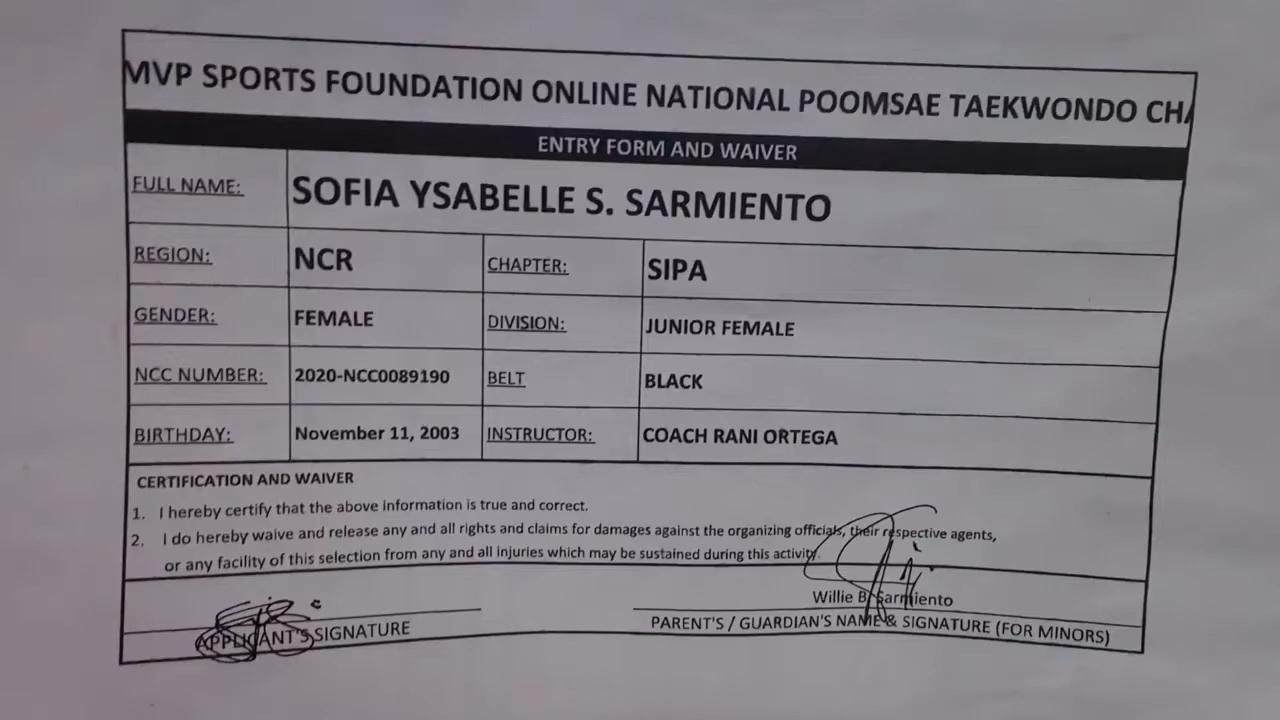 MVP SPORTS FOUNDATION ONLINE NATIONAL POOMSAE TAEKWONDO CHA
ENTRY FORM AND WAIVER
FULL NAME: SOFIA YSABELLE S. SARMIENTO
REGION: NCR CHAPTER: SIPA
GENDER: FEMALE DIVISION: JUNIOR FEMALE
NCC NUMBER: 2020-NCC0089190 BELT BLACK
BIRTHDAY: November 11, 2003 INSTRUCTOR: COACH RANI ORTEGA
CERTIFICATION AND WAIVER
1. I hereby certify that the above information is true and correct.
2. I do hereby waive and release any and all rights and claims for damages against the organizing officials, their respective agents,
or any facility of this selection from any and all injuries which may be sustained during this activity.
Willie B. Sarmiento
APPLICANT'S SIGNATURE PARENT'S / GUARDIAN'S NAME & SIGNATURE (FOR MINORS)